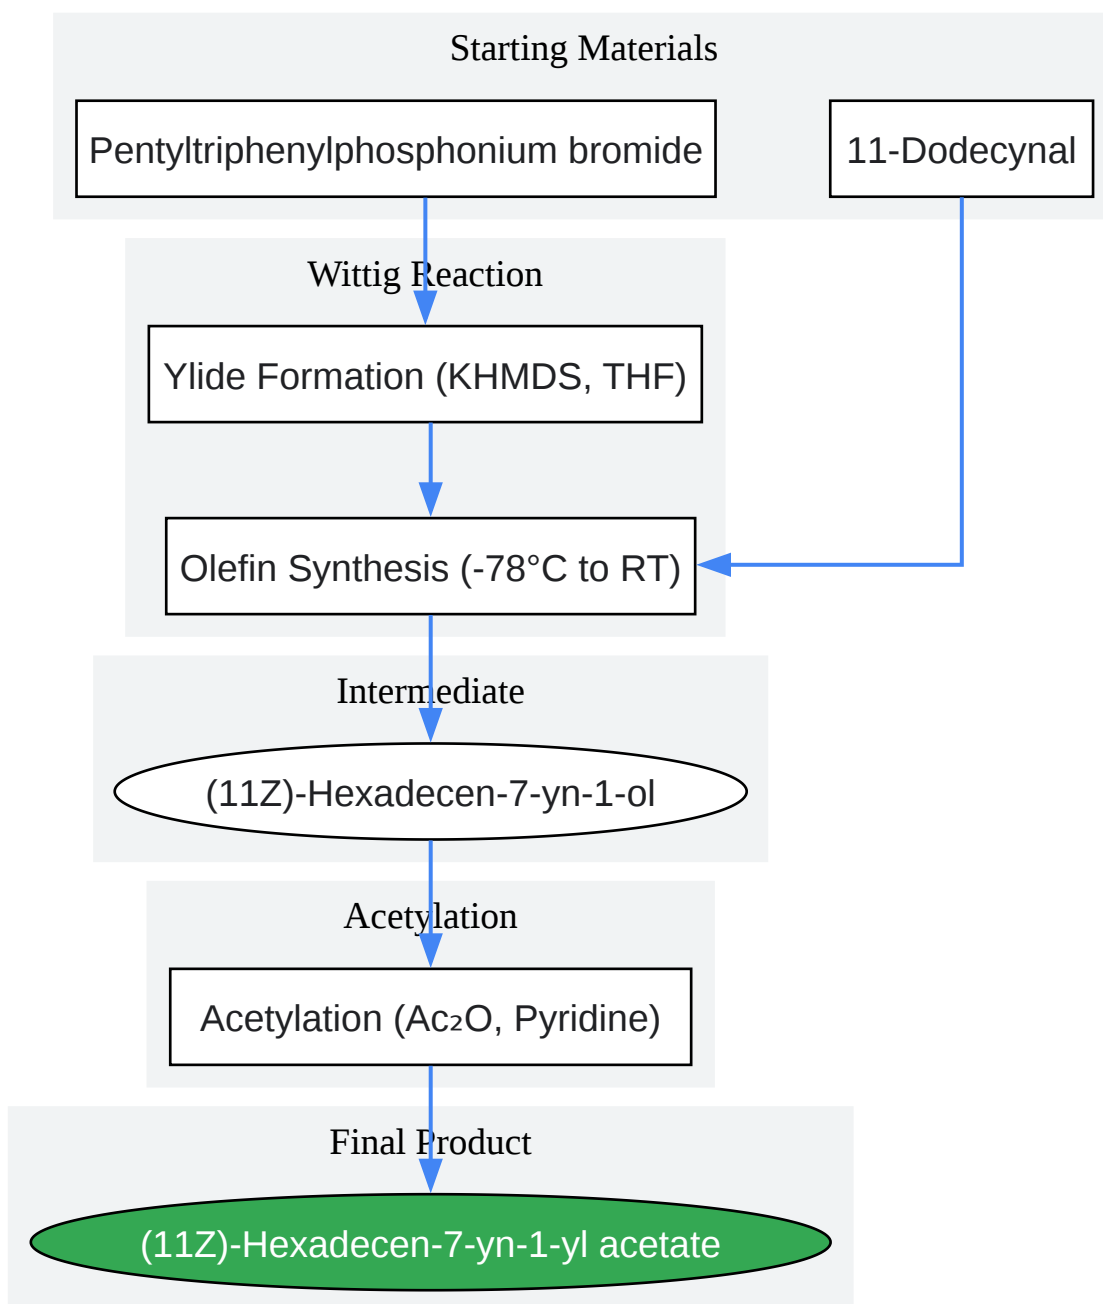 Starting Materials
Pentyltriphenylphosphonium bromide
11-Dodecynal
Wittig Reaction
Ylide Formation (KHMDS, THF)
Olefin Synthesis (-78°C to RT)
Intermediate
(11Z)-Hexadecen-7-yn-1-ol
Acetylation
Acetylation (Ac₂O, Pyridine)
Final Product
(11Z)-Hexadecen-7-yn-1-yl acetate